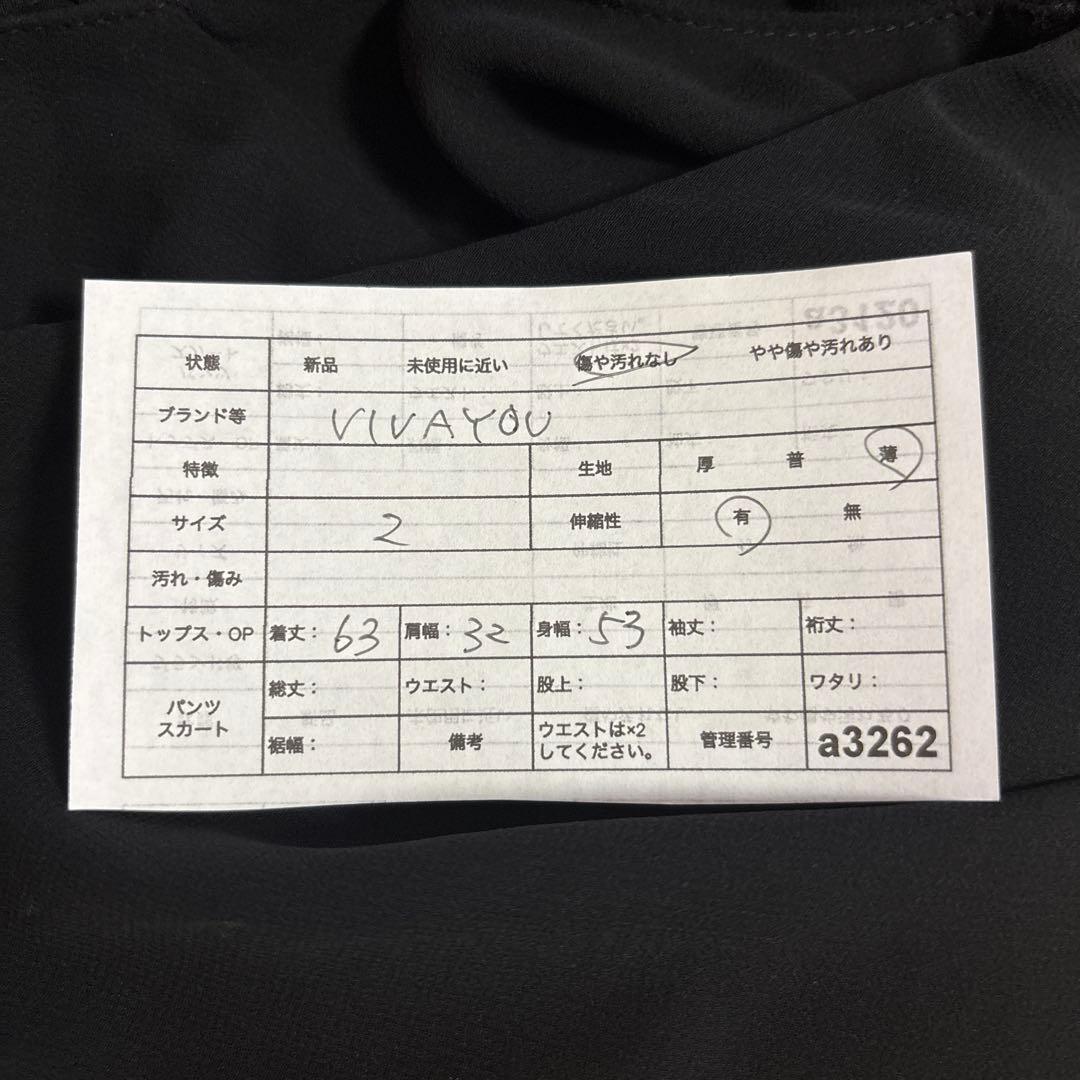 状態 新品 未使用に近い 傷や汚れなし やや傷や汚れあり
ブランド等 VIVAYOU
特徴 生地 厚 普 薄
サイズ 2 伸縮性 有 無
汚れ・傷み
トップス・OP 着丈: 63 肩幅: 32 身幅: 53 袖丈: 裄丈:
パンツ
スカート
総丈: ウエスト: 股上: 股下: ワタリ:
裾幅: 備考 ウエストは×2
してください。 管理番号 a3262
a3120